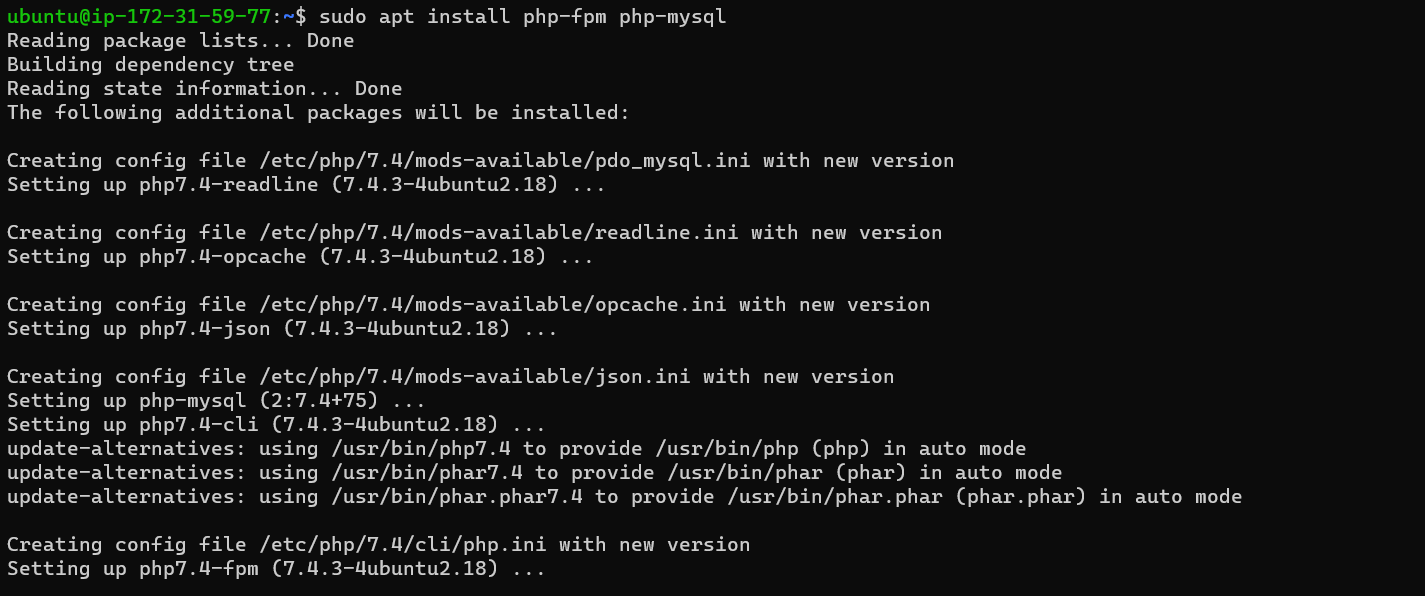 ubuntu@ip-172-31-59-77:~$ sudo apt install php-fpm php-mysql
Reading package lists... Done
Building dependency tree
Reading state information... Done
The following additional packages will be installed:
Creating config file /etc/php/7.4/mods-available/pdo_mysql.ini with new version
Setting up php7.4-readline (7.4.3-4ubuntu2.18) ...
Creating config file /etc/php/7.4/mods-available/readline.ini with new version
Setting up php7.4-opcache (7.4.3-4ubuntu2.18) ...
Creating config file /etc/php/7.4/mods-available/opcache.ini with new version
Setting up php7.4-json (7.4.3-4ubuntu2.18) ...
Creating config file /etc/php/7.4/mods-available/json.ini with new version
Setting up php-mysql (2:7.4+75) ...
Setting up php7.4-cli (7.4.3-4ubuntu2.18) ...
update-alternatives: using /usr/bin/php7.4 to provide /usr/bin/php (php) in auto mode
update-alternatives: using /usr/bin/phar7.4 to provide /usr/bin/phar (phar) in auto mode
update-alternatives: using /usr/bin/phar.phar7.4 to provide /usr/bin/phar.phar (phar.phar) in auto mode
Creating config file /etc/php/7.4/cli/php.ini with new version
Setting up php7.4-fpm (7.4.3-4ubuntu2.18) ...